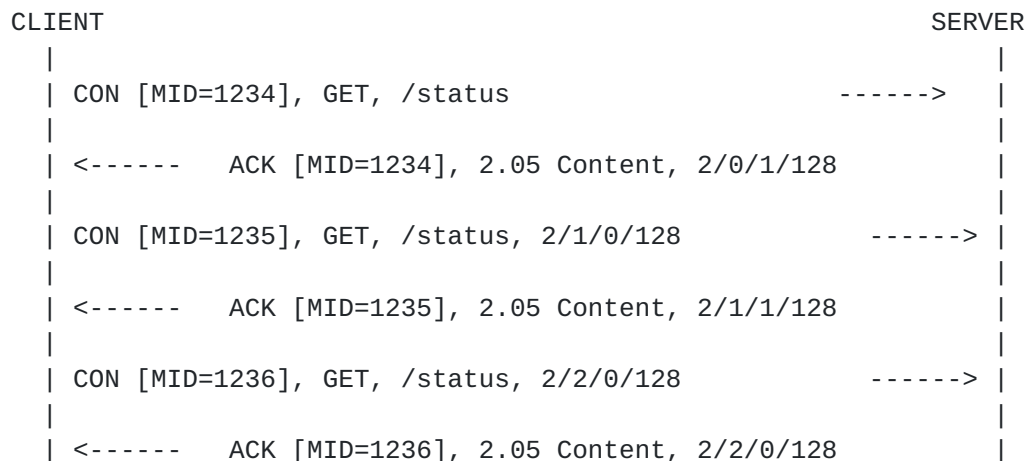 CLIENT                                                     SERVER
  |                                                          |
  | CON [MID=1234], GET, /status                     ------>   |
  |                                                          |
  | <------   ACK [MID=1234], 2.05 Content, 2/0/1/128          |
  |                                                          |
  | CON [MID=1235], GET, /status, 2/1/0/128            ------> |
  |                                                          |
  | <------   ACK [MID=1235], 2.05 Content, 2/1/1/128          |
  |                                                          |
  | CON [MID=1236], GET, /status, 2/2/0/128            ------> |
  |                                                          |
  | <------   ACK [MID=1236], 2.05 Content, 2/2/0/128          |